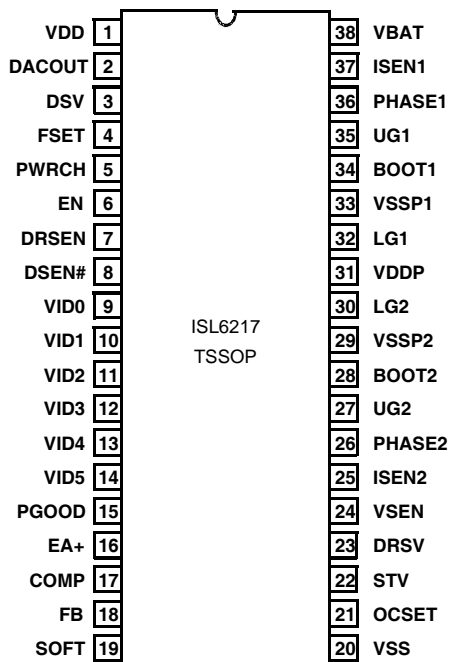 VDD 1 38 VBAT
DACOUT 2 37 ISEN1
DSV 3 36 PHASE1
FSET 4 35 UG1
PWRCH 5 34 BOOT1
EN 6 33 VSSP1
DRSEN 7 32 LG1
DSEN# 8 31 VDDP
VID0 9 30 LG2
VID1 10 29 VSSP2
VID2 11 28 BOOT2
VID3 12 27 UG2
VID4 13 26 PHASE2
VID5 14 25 ISEN2
PGOOD 15 24 VSEN
EA+ 16 23 DRSV
COMP 17 22 STV
FB 18 21 OCSET
SOFT 19 20 VSS
ISL6217
TSSOP